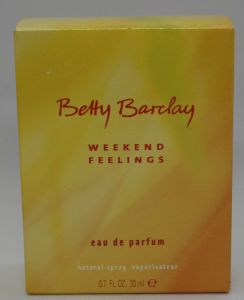 Betty Barclay
WEEKEND
FEELINGS
eau de parfum
natural spray vaporisateur
0.7 FL.OZ. 20 ml ℮